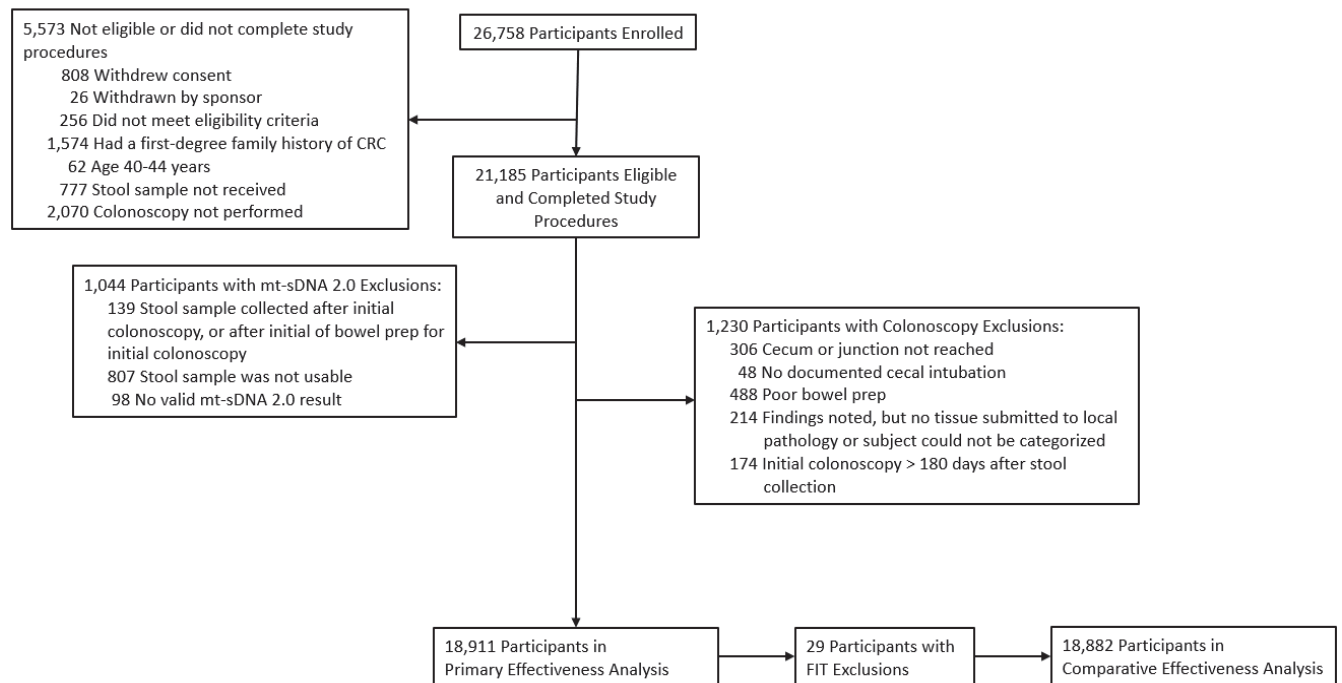 5,573 Not eligible or did not complete study
procedures
808 Withdrew consent
26 Withdrawn by sponsor
256 Did not meet eligibility criteria
1,574 Had a first-degree family history of CRC
62 Age 40-44 years
777 Stool sample not received
2,070 Colonoscopy not performed
26,758 Participants Enrolled
21,185 Participants Eligible
and Completed Study
Procedures
1,044 Participants with mt-sDNA 2.0 Exclusions:
139 Stool sample collected after initial
colonoscopy, or after initial of bowel prep for
initial colonoscopy
807 Stool sample was not usable
98 No valid mt-sDNA 2.0 result
1,230 Participants with Colonoscopy Exclusions:
306 Cecum or junction not reached
48 No documented cecal intubation
488 Poor bowel prep
214 Findings noted, but no tissue submitted to local
pathology or subject could not be categorized
174 Initial colonoscopy > 180 days after stool
collection
18,911 Participants in
Primary Effectiveness Analysis
29 Participants with
FIT Exclusions
18,882 Participants in
Comparative Effectiveness Analysis